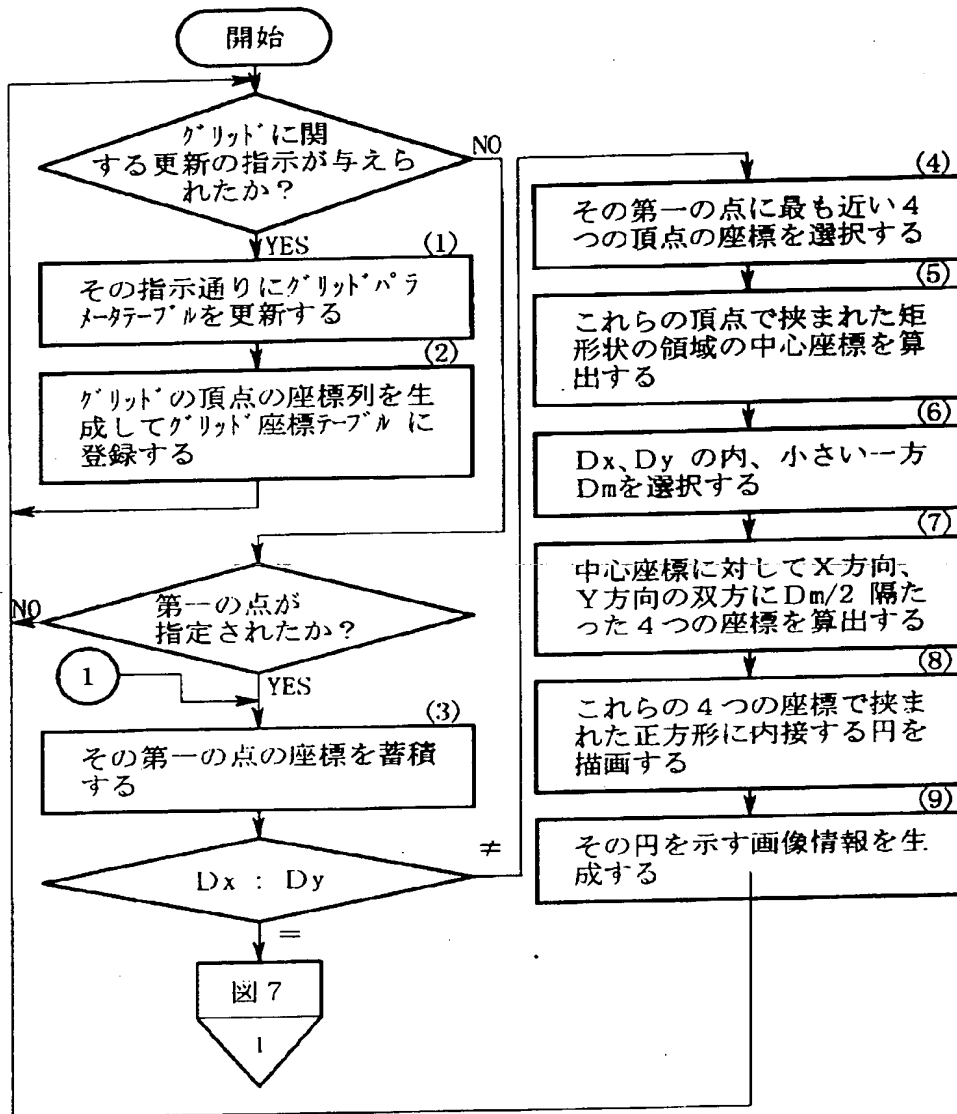 開始
グリッドに関
する更新の指示が与えら
れたか?
NO
YES
(1)
その指示通りにグリッドパラ
メータテーブルを更新する
(2)
グリッドの頂点の座標列を生
成してグリッド座標テーブルに
登録する
第一の点が
指定されたか?
NO
YES
1
(3)
その第一の点の座標を蓄積
する
Dx : Dy
≠
=
図7
1
(4)
その第一の点に最も近い4
つの頂点の座標を選択する
(5)
これらの頂点で挟まれた矩
形状の領域の中心座標を算
出する
(6)
Dx、Dy の内、小さい一方
Dmを選択する
(7)
中心座標に対してX方向、
Y方向の双方にDm/2 隔た
った4つの座標を算出する
(8)
これらの4つの座標で挟ま
れた正方形に内接する円を
描画する
(9)
その円を示す画像情報を生
成する